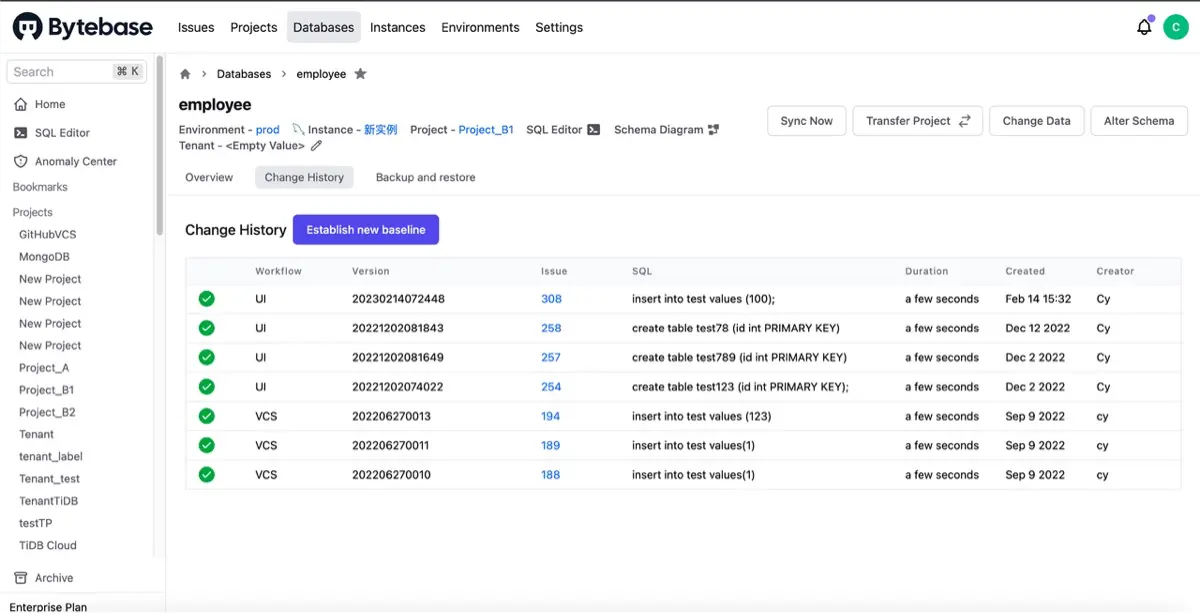 Bytebase
Issues Projects Databases Instances Environments Settings
C
Search ⌘ K
Home
SQL Editor
Anomaly Center
Bookmarks
Projects
GitHubVCS
MongoDB
New Project
New Project
New Project
New Project
Project_A
Project_B1
Project_B2
Tenant
tenant_label
Tenant_test
TenantTiDB
testTP
TiDB Cloud
Archive
Enterprise Plan
Databases employee
employee
Environment - prod Instance - 新实例 Project - Project_B1 SQL Editor Schema Diagram
Tenant - <Empty Value>
Sync Now Transfer Project Change Data Alter Schema
Overview Change History Backup and restore
Change History Establish new baseline
Workflow Version Issue SQL Duration Created Creator
UI 20230214072448 308 insert into test values (100); a few seconds Feb 14 15:32 Cy
UI 20221202081843 258 create table test78 (id int PRIMARY KEY) a few seconds Dec 12 2022 Cy
UI 20221202081649 257 create table test789 (id int PRIMARY KEY) a few seconds Dec 2 2022 Cy
UI 20221202074022 254 create table test123 (id int PRIMARY KEY); a few seconds Dec 2 2022 Cy
VCS 202206270013 194 insert into test values (123) a few seconds Sep 9 2022 cy
VCS 202206270011 189 insert into test values(1) a few seconds Sep 9 2022 cy
VCS 202206270010 188 insert into test values(1) a few seconds Sep 9 2022 cy